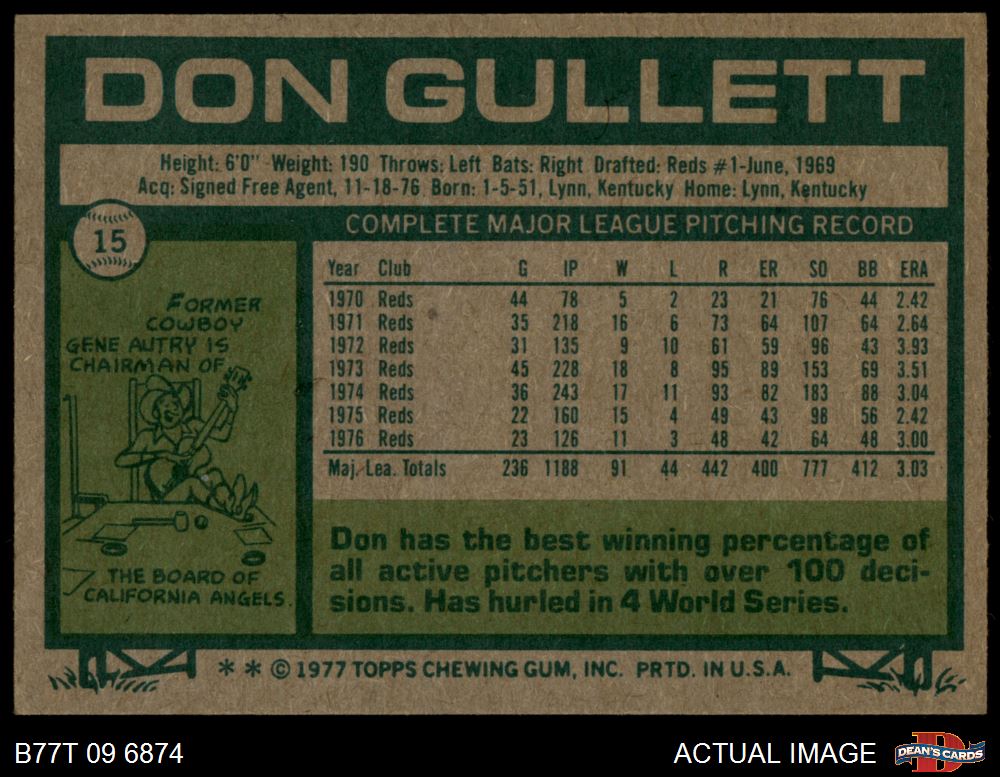 DON GULLETT
Height: 6'0" Weight: 190 Throws: Left Bats: Right Drafted: Reds #1-June, 1969
Acq: Signed Free Agent, 11-18-76 Born: 1-5-51, Lynn, Kentucky Home: Lynn, Kentucky
15
COMPLETE MAJOR LEAGUE PITCHING RECORD
Year Club G IP W L R ER SO BB ERA
1970 Reds 44 78 5 2 23 21 76 44 2.42
1971 Reds 35 218 16 6 73 64 107 64 2.64
1972 Reds 31 135 9 10 61 59 96 43 3.93
1973 Reds 45 228 18 8 95 89 153 69 3.51
1974 Reds 36 243 17 11 93 82 183 88 3.04
1975 Reds 22 160 15 4 49 43 98 56 2.42
1976 Reds 23 126 11 3 48 42 64 48 3.00
Maj. Lea. Totals 236 1188 91 44 442 400 777 412 3.03
FORMER
COWBOY
GENE AUTRY IS
CHAIRMAN OF
THE BOARD OF
CALIFORNIA ANGELS.
Don has the best winning percentage of
all active pitchers with over 100 deci-
sions. Has hurled in 4 World Series.
* * © 1977 TOPPS CHEWING GUM, INC. PRTD. IN U.S.A.
B77T 09 6874
ACTUAL IMAGE
D
DEAN'S CARDS